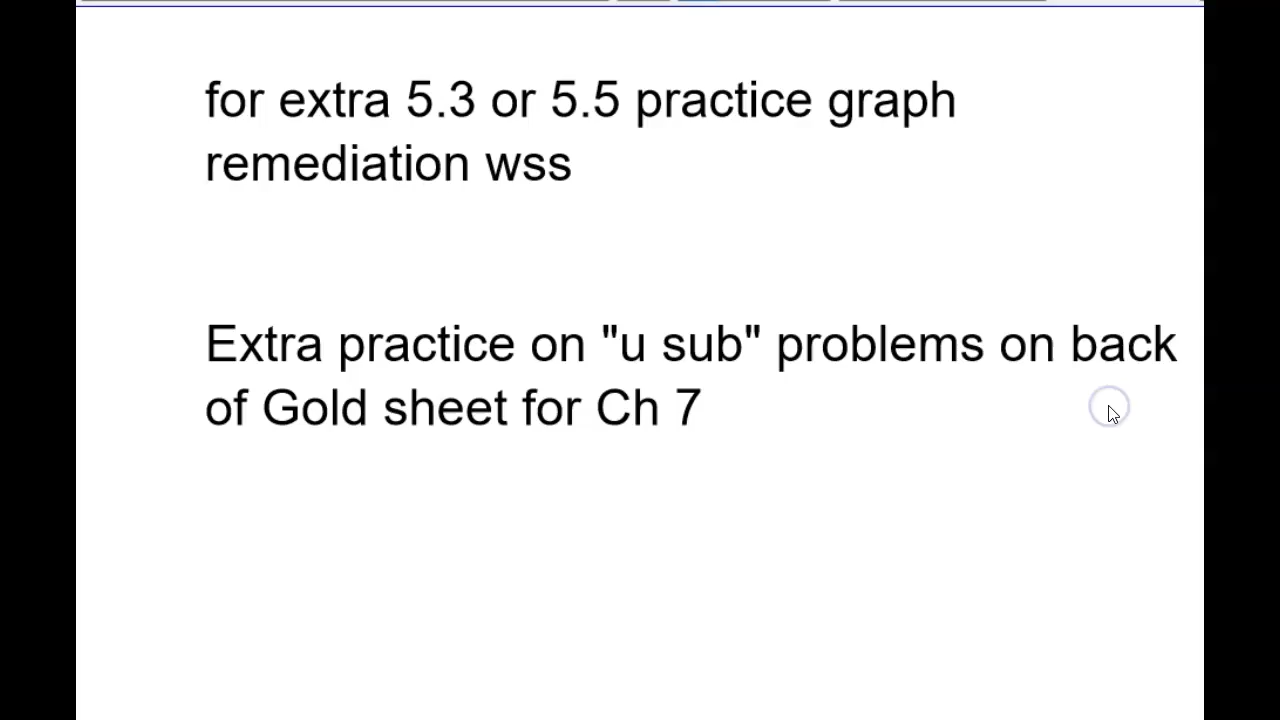 for extra 5.3 or 5.5 practice graph
remediation wss
Extra practice on "u sub" problems on back
of Gold sheet for Ch 7